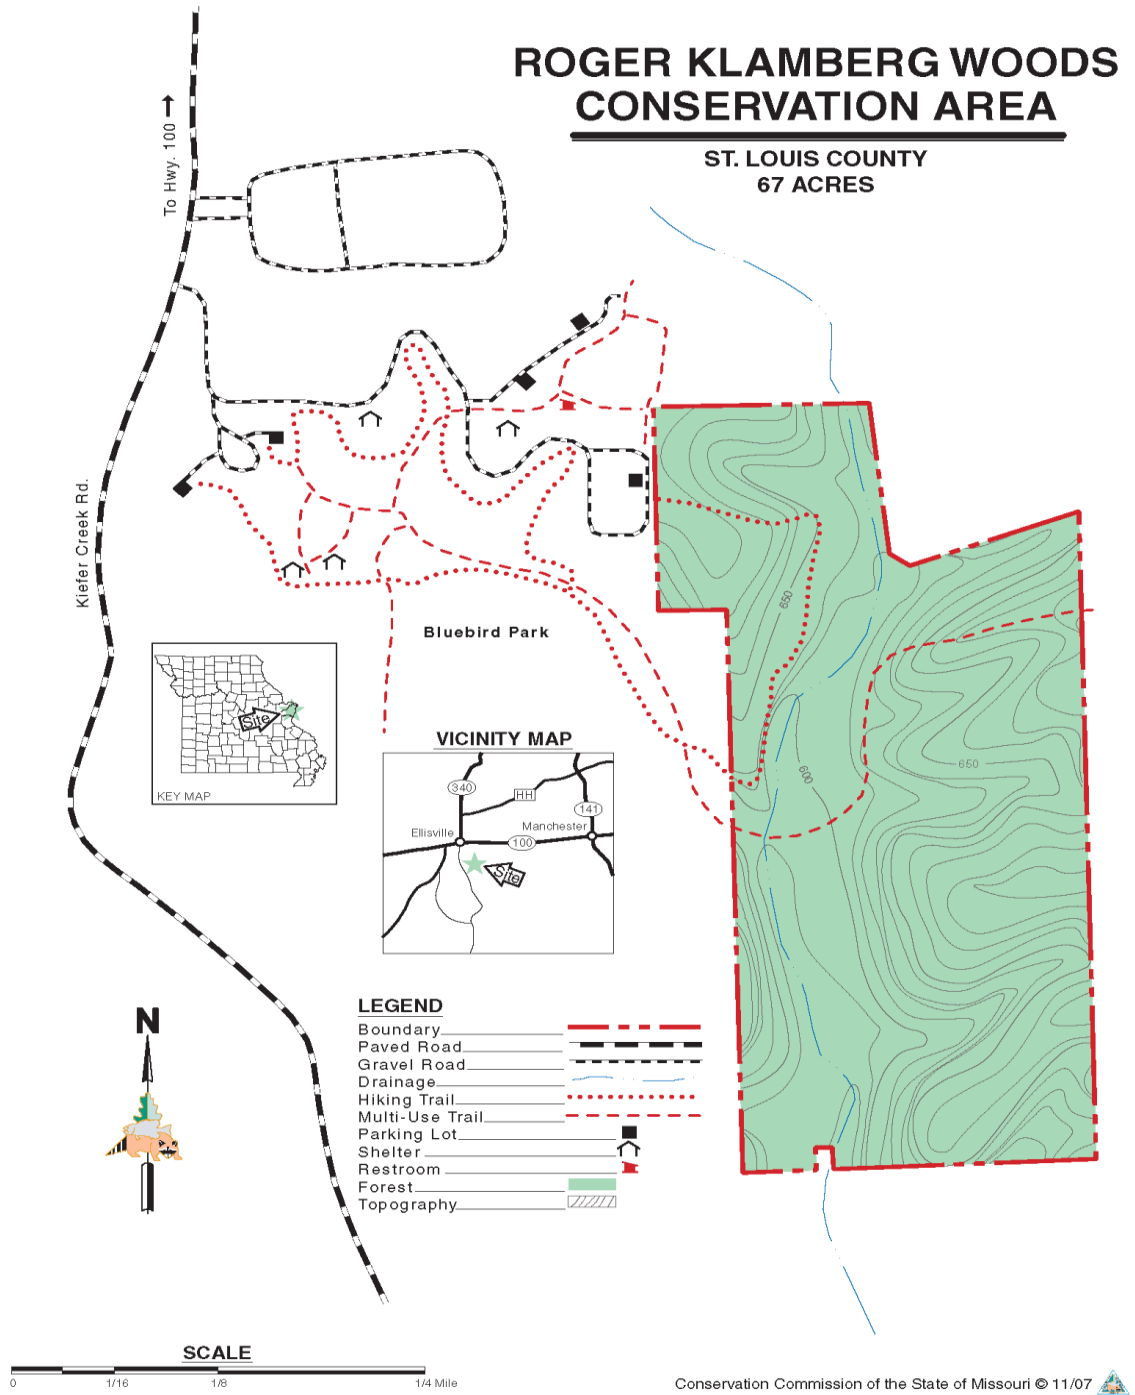 ROGER KLAMBERG WOODS
CONSERVATION AREA
ST. LOUIS COUNTY
67 ACRES
To Hwy. 100
Kiefer Creek Rd.
650
Bluebird Park
600
650
Site
KEY MAP
VICINITY MAP
340
HH
141
Ellisville
Manchester
100
Site
N
LEGEND
Boundary
Paved Road
Gravel Road
Drainage
Hiking Trail
Multi-Use Trail
Parking Lot
Shelter
Restroom
Forest
Topography
SCALE
0 1/16 1/8 1/4 Mile
Conservation Commission of the State of Missouri © 11/07